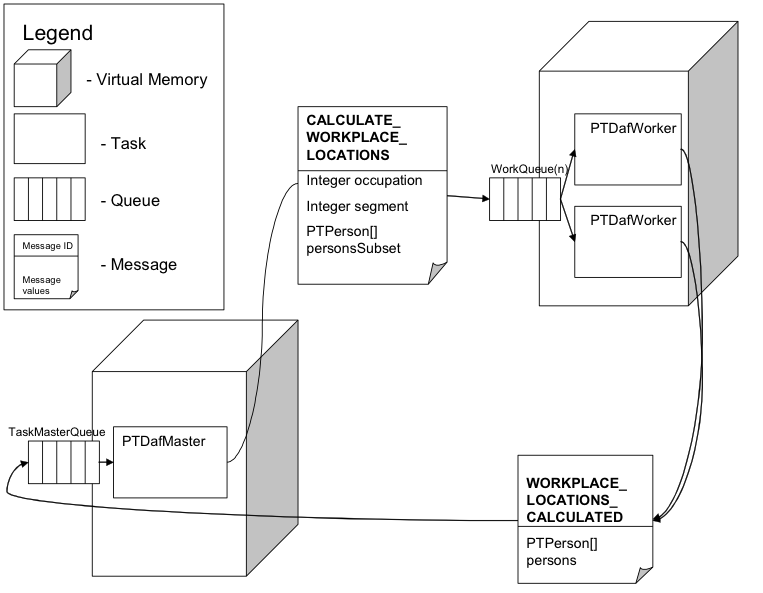 Legend
- Virtual Memory
- Task
- Queue
Message ID
Message
values
- Message
CALCULATE_
WORKPLACE_
LOCATIONS
Integer occupation
Integer segment
PTPerson[]
personsSubset
WorkQueue(n)
PTDafWorker
PTDafWorker
TaskMasterQueue
PTDafMaster
WORKPLACE_
LOCATIONS_
CALCULATED
PTPerson[]
persons